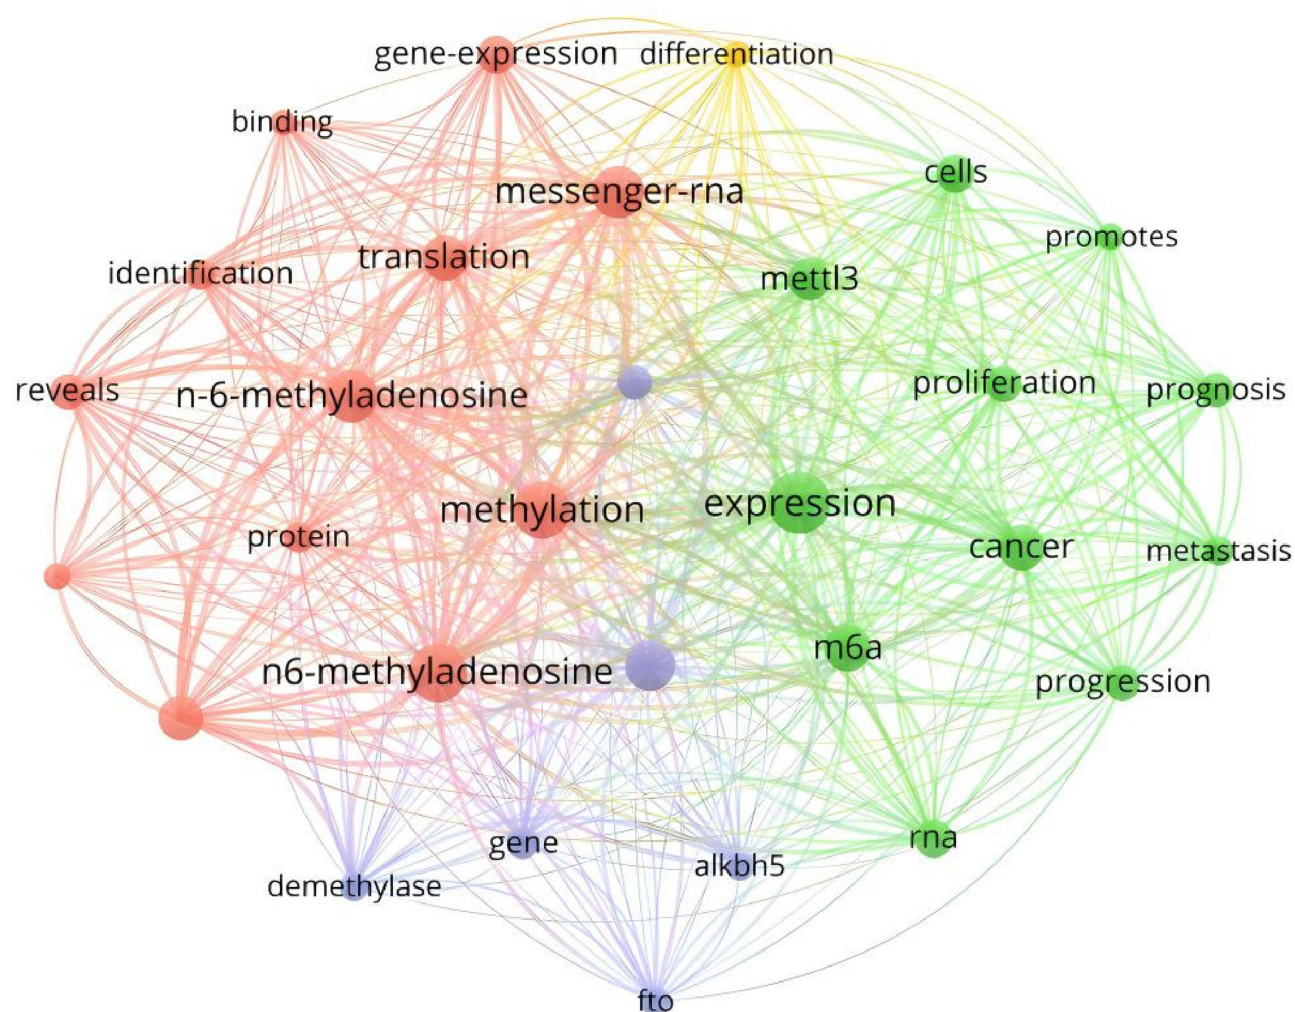 gene-expression
differentiation
binding
cells
messenger-rna
promotes
translation
identification
mettl3
reveals
n-6-methyladenosine
proliferation
prognosis
methylation
expression
protein
cancer
metastasis
m6a
n6-methyladenosine
progression
gene
rna
alkbh5
demethylase
fto